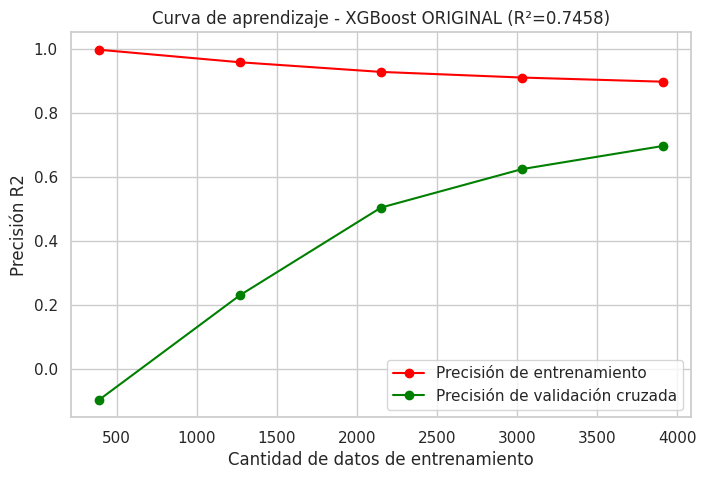 Curva de aprendizaje - XGBoost ORIGINAL (R²=0.7458)
Precisión R2
1.0
0.8
0.6
0.4
0.2
0.0
Precisión de entrenamiento
Precisión de validación cruzada
500 1000 1500 2000 2500 3000 3500 4000
Cantidad de datos de entrenamiento